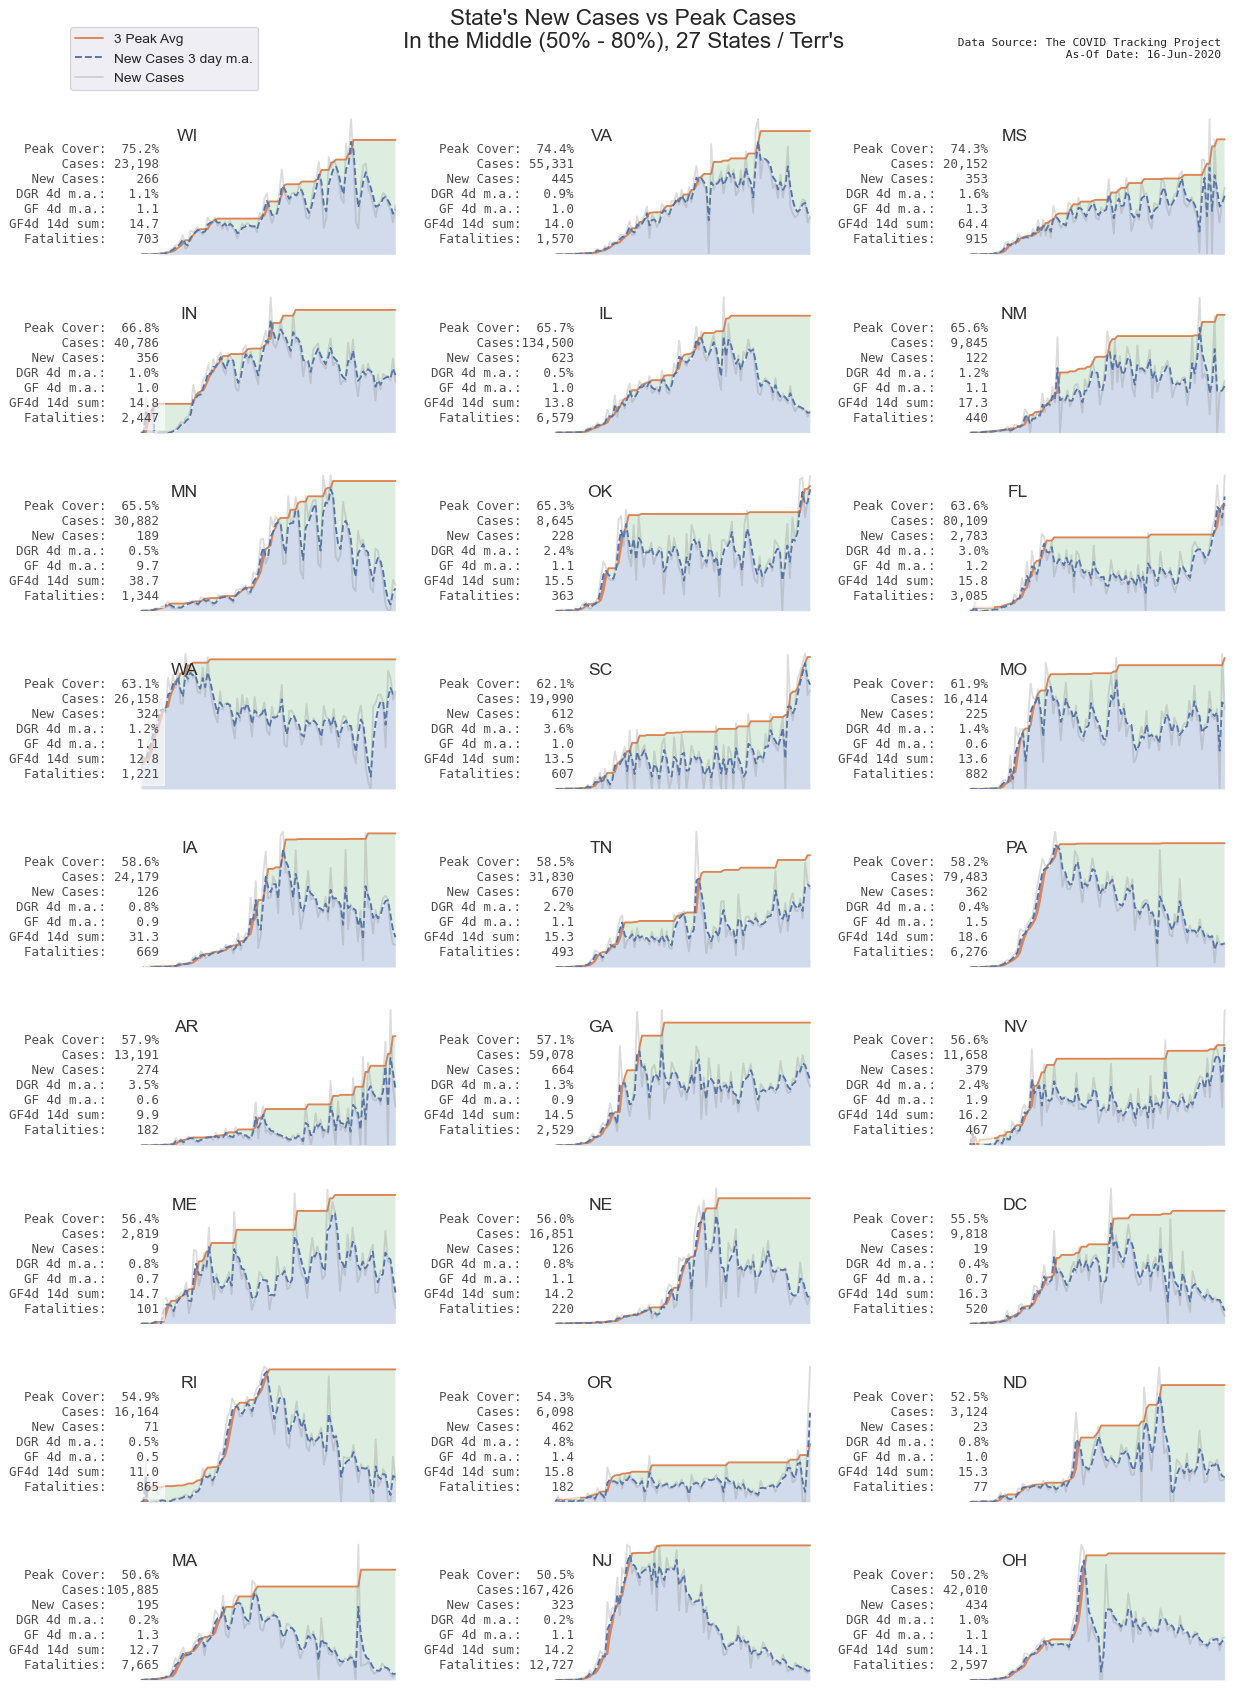 State's New Cases vs Peak Cases
In the Middle (50% - 80%), 27 States / Terr's
3 Peak Avg
New Cases 3 day m.a.
New Cases
Data Source: The COVID Tracking Project
As-Of Date: 16-Jun-2020
WI
Peak Cover: 75.2%
Cases: 23,198
New Cases: 266
DGR 4d m.a.: 1.1%
GF 4d m.a.: 1.1
GF4d 14d sum: 14.7
Fatalities: 703
VA
Peak Cover: 74.4%
Cases: 55,331
New Cases: 445
DGR 4d m.a.: 0.9%
GF 4d m.a.: 1.0
GF4d 14d sum: 14.0
Fatalities: 1,570
MS
Peak Cover: 74.3%
Cases: 20,152
New Cases: 353
DGR 4d m.a.: 1.6%
GF 4d m.a.: 1.3
GF4d 14d sum: 64.4
Fatalities: 915
IN
Peak Cover: 66.8%
Cases: 40,786
New Cases: 356
DGR 4d m.a.: 1.0%
GF 4d m.a.: 1.0
GF4d 14d sum: 14.8
Fatalities: 2,447
IL
Peak Cover: 65.7%
Cases:134,500
New Cases: 623
DGR 4d m.a.: 0.5%
GF 4d m.a.: 1.0
GF4d 14d sum: 13.8
Fatalities: 6,579
NM
Peak Cover: 65.6%
Cases: 9,845
New Cases: 122
DGR 4d m.a.: 1.2%
GF 4d m.a.: 1.1
GF4d 14d sum: 17.3
Fatalities: 440
MN
Peak Cover: 65.5%
Cases: 30,882
New Cases: 189
DGR 4d m.a.: 0.5%
GF 4d m.a.: 9.7
GF4d 14d sum: 38.7
Fatalities: 1,344
OK
Peak Cover: 65.3%
Cases: 8,645
New Cases: 228
DGR 4d m.a.: 2.4%
GF 4d m.a.: 1.1
GF4d 14d sum: 15.5
Fatalities: 363
FL
Peak Cover: 63.6%
Cases: 80,109
New Cases: 2,783
DGR 4d m.a.: 3.0%
GF 4d m.a.: 1.2
GF4d 14d sum: 15.8
Fatalities: 3,085
WA
Peak Cover: 63.1%
Cases: 26,158
New Cases: 324
DGR 4d m.a.: 1.2%
GF 4d m.a.: 1.1
GF4d 14d sum: 12.8
Fatalities: 1,221
SC
Peak Cover: 62.1%
Cases: 19,990
New Cases: 612
DGR 4d m.a.: 3.6%
GF 4d m.a.: 1.0
GF4d 14d sum: 13.5
Fatalities: 607
MO
Peak Cover: 61.9%
Cases: 16,414
New Cases: 225
DGR 4d m.a.: 1.4%
GF 4d m.a.: 0.6
GF4d 14d sum: 13.6
Fatalities: 882
IA
Peak Cover: 58.6%
Cases: 24,179
New Cases: 126
DGR 4d m.a.: 0.8%
GF 4d m.a.: 0.9
GF4d 14d sum: 31.3
Fatalities: 669
TN
Peak Cover: 58.5%
Cases: 31,830
New Cases: 670
DGR 4d m.a.: 2.2%
GF 4d m.a.: 1.1
GF4d 14d sum: 15.3
Fatalities: 493
PA
Peak Cover: 58.2%
Cases: 79,483
New Cases: 362
DGR 4d m.a.: 0.4%
GF 4d m.a.: 1.5
GF4d 14d sum: 18.6
Fatalities: 6,276
AR
Peak Cover: 57.9%
Cases: 13,191
New Cases: 274
DGR 4d m.a.: 3.5%
GF 4d m.a.: 0.6
GF4d 14d sum: 9.9
Fatalities: 182
GA
Peak Cover: 57.1%
Cases: 59,078
New Cases: 664
DGR 4d m.a.: 1.3%
GF 4d m.a.: 0.9
GF4d 14d sum: 14.5
Fatalities: 2,529
NV
Peak Cover: 56.6%
Cases: 11,658
New Cases: 379
DGR 4d m.a.: 2.4%
GF 4d m.a.: 1.9
GF4d 14d sum: 16.2
Fatalities: 467
ME
Peak Cover: 56.4%
Cases: 2,819
New Cases: 9
DGR 4d m.a.: 0.8%
GF 4d m.a.: 0.7
GF4d 14d sum: 14.7
Fatalities: 101
NE
Peak Cover: 56.0%
Cases: 16,851
New Cases: 126
DGR 4d m.a.: 0.8%
GF 4d m.a.: 1.1
GF4d 14d sum: 14.2
Fatalities: 220
DC
Peak Cover: 55.5%
Cases: 9,818
New Cases: 19
DGR 4d m.a.: 0.4%
GF 4d m.a.: 0.7
GF4d 14d sum: 16.3
Fatalities: 520
RI
Peak Cover: 54.9%
Cases: 16,164
New Cases: 71
DGR 4d m.a.: 0.5%
GF 4d m.a.: 0.5
GF4d 14d sum: 11.0
Fatalities: 865
OR
Peak Cover: 54.3%
Cases: 6,098
New Cases: 462
DGR 4d m.a.: 4.8%
GF 4d m.a.: 1.4
GF4d 14d sum: 15.8
Fatalities: 182
ND
Peak Cover: 52.5%
Cases: 3,124
New Cases: 23
DGR 4d m.a.: 0.8%
GF 4d m.a.: 1.0
GF4d 14d sum: 15.3
Fatalities: 77
MA
Peak Cover: 50.6%
Cases:105,885
New Cases: 195
DGR 4d m.a.: 0.2%
GF 4d m.a.: 1.3
GF4d 14d sum: 12.7
Fatalities: 7,665
NJ
Peak Cover: 50.5%
Cases:167,426
New Cases: 323
DGR 4d m.a.: 0.2%
GF 4d m.a.: 1.1
GF4d 14d sum: 14.2
Fatalities: 12,727
OH
Peak Cover: 50.2%
Cases: 42,010
New Cases: 434
DGR 4d m.a.: 1.0%
GF 4d m.a.: 1.1
GF4d 14d sum: 14.1
Fatalities: 2,597